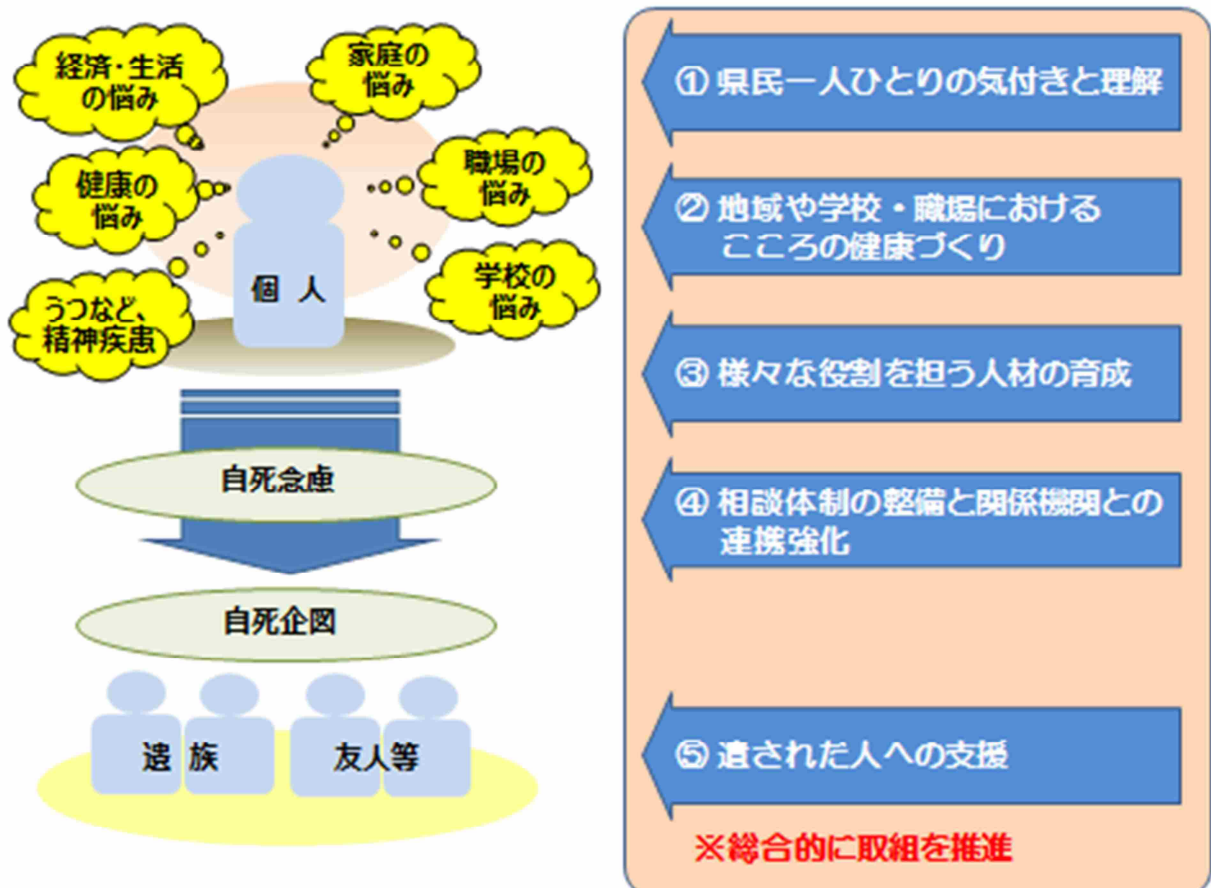 経済・生活
の悩み
家庭の
悩み
健康の
悩み
職場の
悩み
うつなど、
精神疾患
学校の
悩み
個 人
自死念慮
自死企図
遺 族
友人等
① 県民一人ひとりの気付きと理解
② 地域や学校・職場における
こころの健康づくり
③ 様々な役割を担う人材の育成
④ 相談体制の整備と関係機関との
連携強化
⑤ 遺された人への支援
※総合的に取組を推進